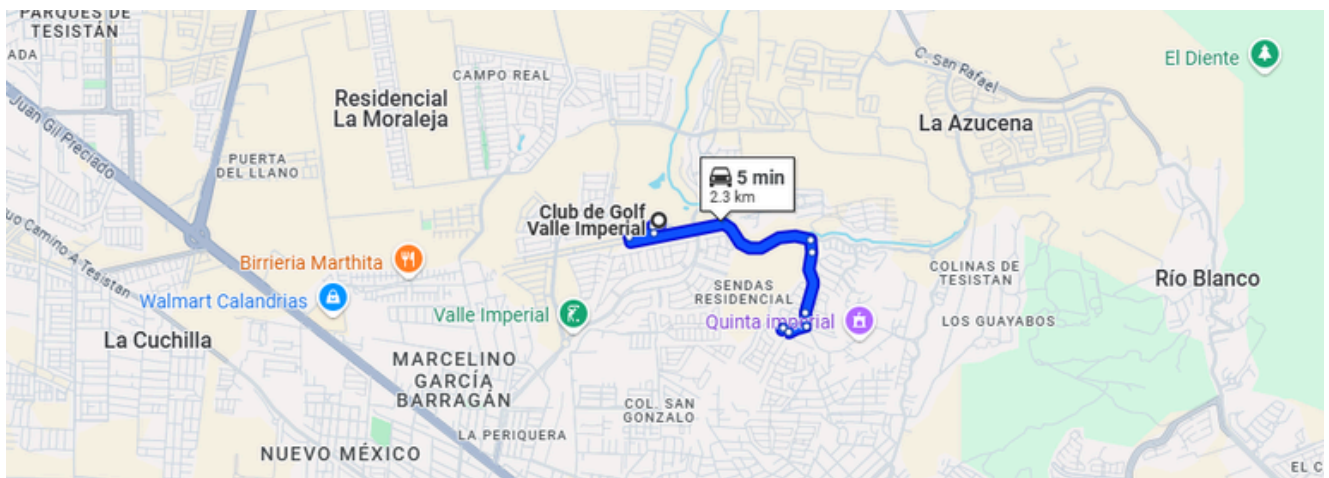 PARQUES DE
TESISTÁN
ADA
Juan Gil Preciado
CAMPO REAL
Residencial
La Moraleja
PUERTA
DEL LLANO
C. San Rafael
El Diente
La Azucena
5 min
2.3 km
Club de Golf
Valle Imperial
uo Camino A Tesistan
Birrieria Marthita
Walmart Calandrias
Valle Imperial
SENDAS
RESIDENCIAL
Quinta imperial
COLINAS DE
TESISTAN
LOS GUAYABOS
Río Blanco
La Cuchilla
MARCELINO
GARCÍA
BARRAGÁN
COL. SAN
GONZALO
LA PERIQUERA
NUEVO MÉXICO
EL C